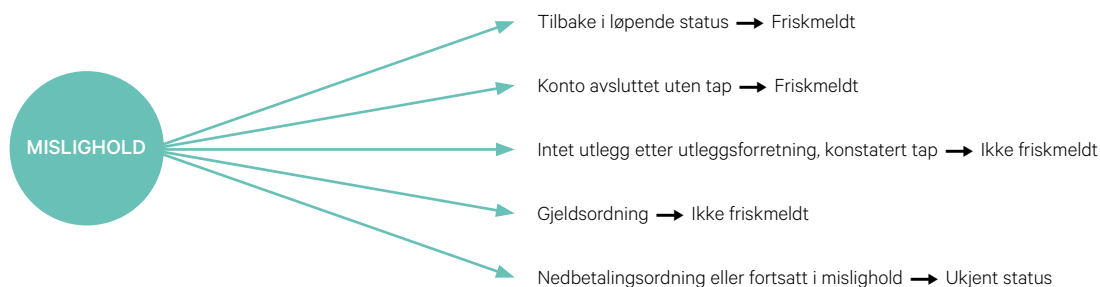 Tilbake i løpende status → Friskmeldt
Konto avsluttet uten tap → Friskmeldt
MISLIGHOLD
Intet utlegg etter utleggsforretning, konstatert tap → Ikke friskmeldt
Gjeldsordning → Ikke friskmeldt
Nedbetalingsordning eller fortsatt i mislighold → Ukjent status